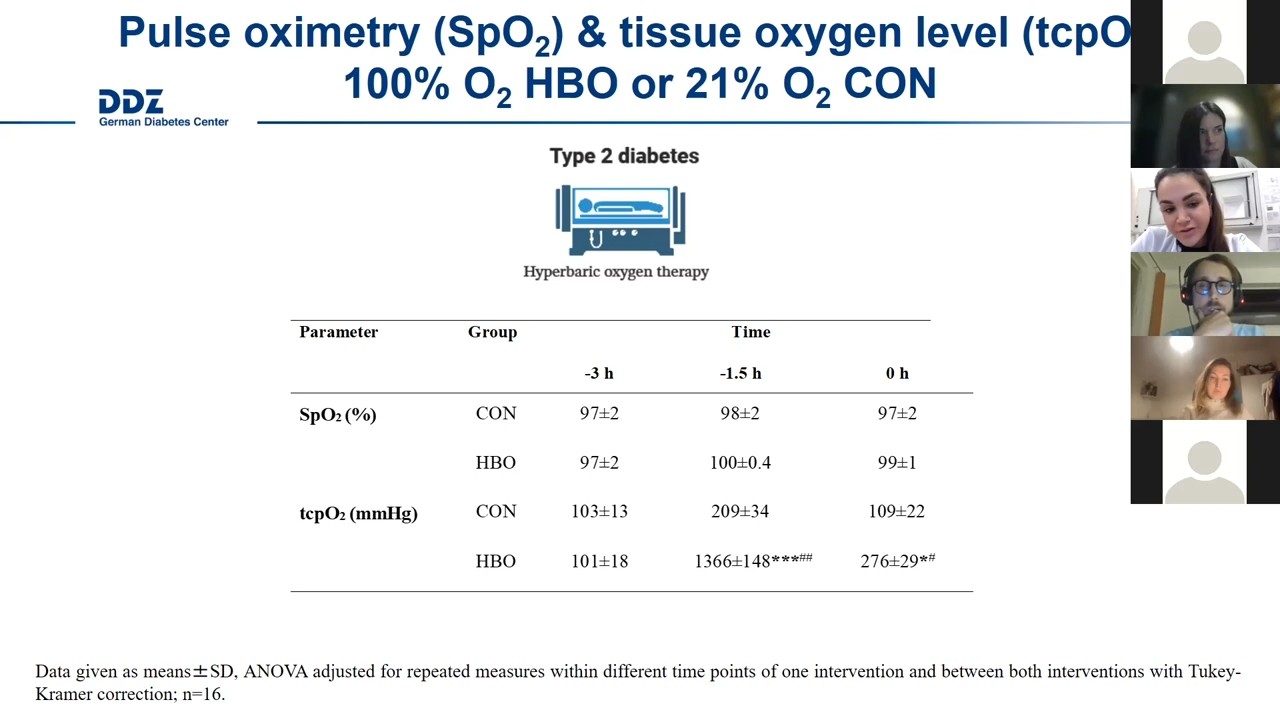 Pulse oximetry (SpO₂) & tissue oxygen level (tcpO
100% O₂ HBO or 21% O₂ CON
DDZ
German Diabetes Center
Type 2 diabetes
Hyperbaric oxygen therapy
Parameter Group Time
-3 h -1.5 h 0 h
SpO₂ (%) CON 97±2 98±2 97±2
HBO 97±2 100±0.4 99±1
tcpO₂ (mmHg) CON 103±13 209±34 109±22
HBO 101±18 1366±148***## 276±29*#
Data given as means±SD, ANOVA adjusted for repeated measures within different time points of one intervention and between both interventions with Tukey-
Kramer correction; n=16.